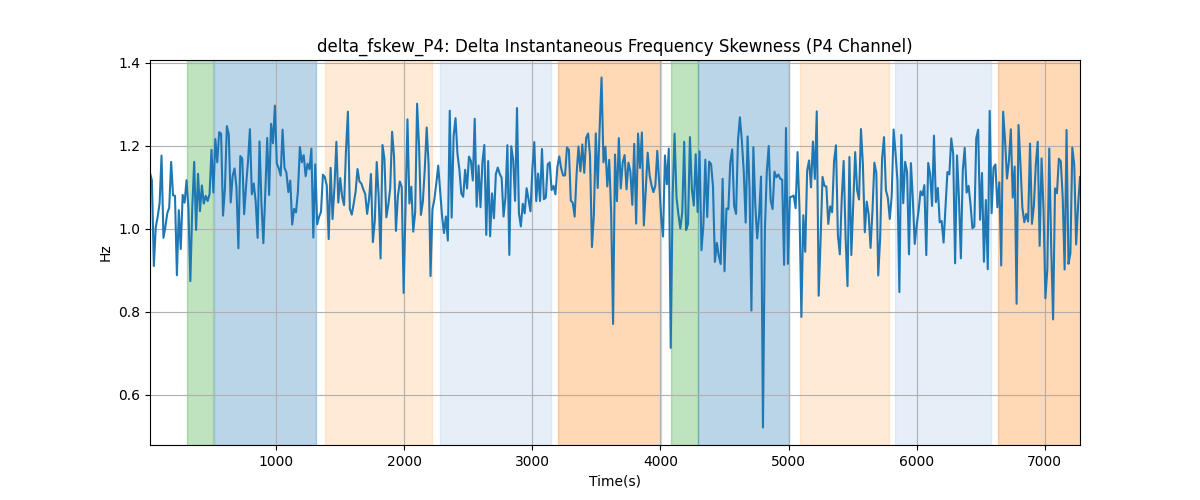 delta_fskew_P4: Delta Instantaneous Frequency Skewness (P4 Channel)
1.4
1.2
1.0
0.8
0.6
Hz
1000 2000 3000 4000 5000 6000 7000
Time(s)